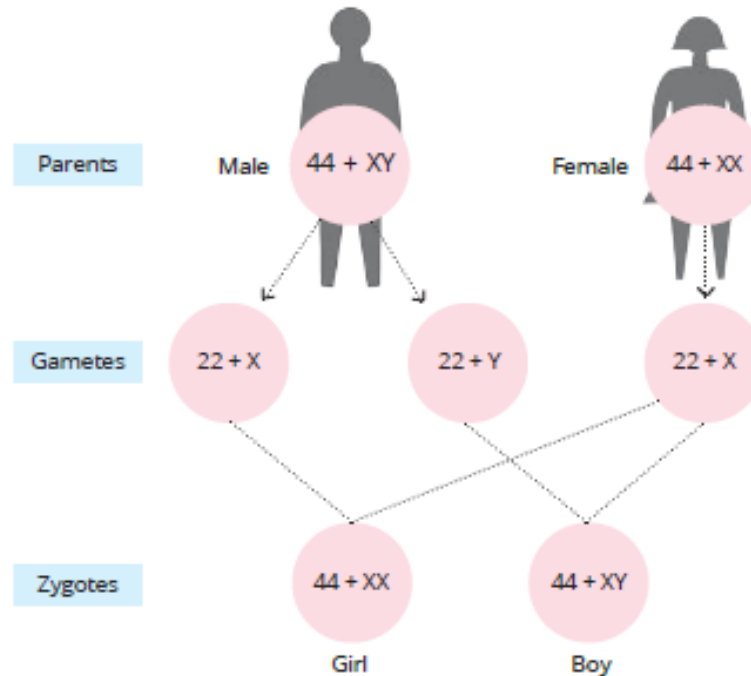 Parents
Male
44 + XY
Female
44 + XX
Gametes
22 + X
22 + Y
22 + X
Zygotes
44 + XX
44 + XY
Girl
Boy